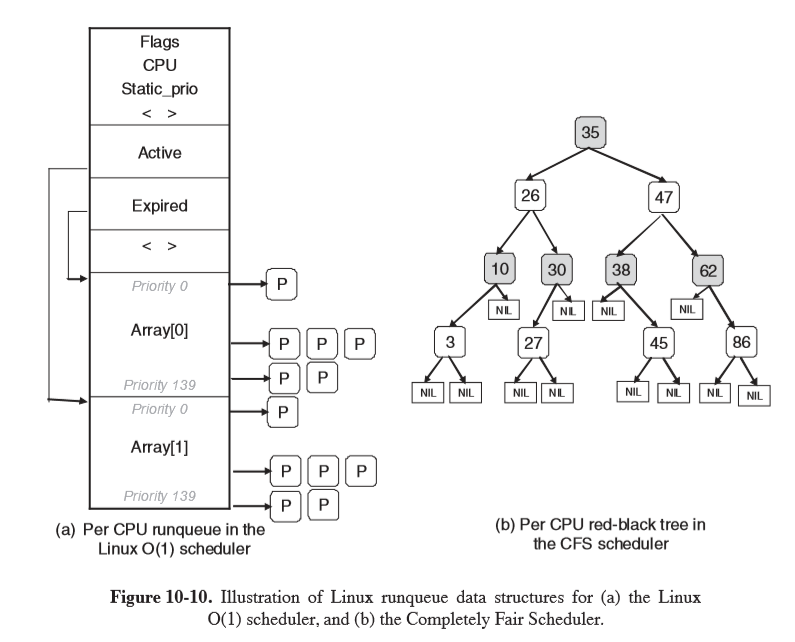 Flags
CPU
Static_prio
< >
Active
Expired
< >
Priority 0
P
Array[0]
P P P
Priority 139
P P
Priority 0
P
Array[1]
P P P
Priority 139
P P
(a) Per CPU runqueue in the
Linux O(1) scheduler
35
26 47
10 30 38 62
NIL NIL NIL NIL
3 27 45 86
NIL NIL NIL NIL NIL NIL NIL NIL
(b) Per CPU red-black tree in
the CFS scheduler
Figure 10-10. Illustration of Linux runqueue data structures for (a) the Linux
O(1) scheduler, and (b) the Completely Fair Scheduler.